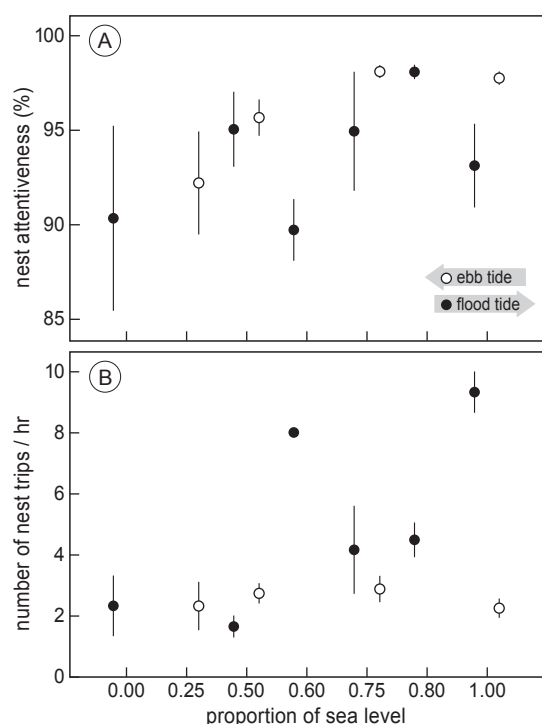 A
100
95
90
85
nest attentiveness (%)
ebb tide
flood tide
B
10
8
6
4
2
0
number of nest trips / hr
0.00 0.25 0.50 0.60 0.75 0.80 1.00
proportion of sea level